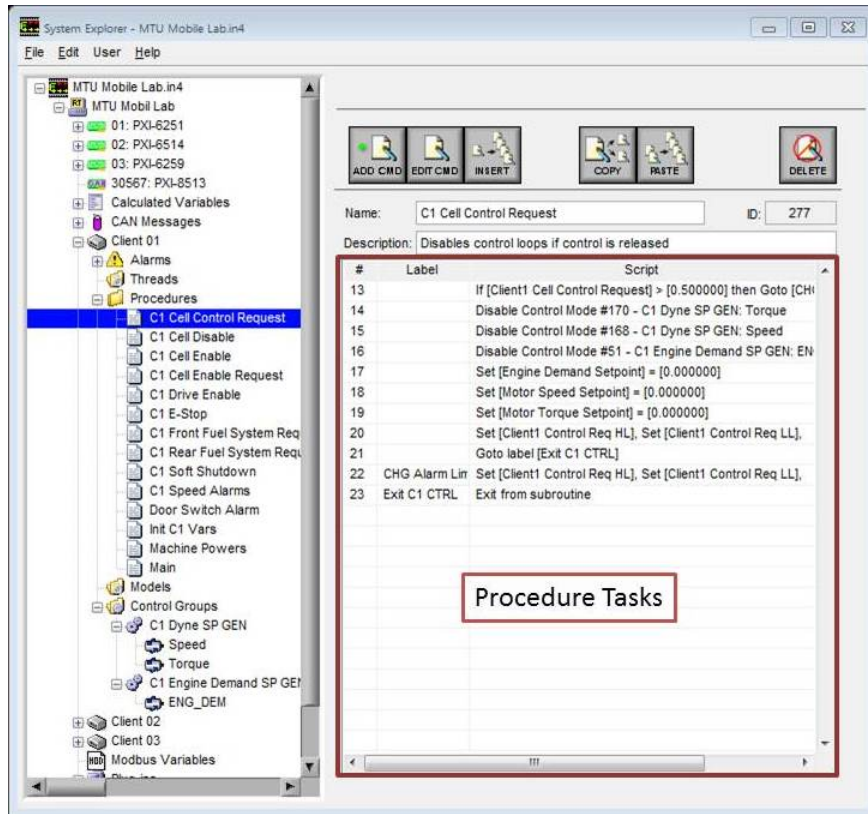 System Explorer - MTU Mobile Lab.in4
File Edit User Help
MTU Mobile Lab.in4
MTU Mobil Lab
01: PXI-6251
02: PXI-6514
03: PXI-6259
30567: PXI-8513
Calculated Variables
CAN Messages
Client 01
Alarms
Threads
Procedures
C1 Cell Control Request
C1 Cell Disable
C1 Cell Enable
C1 Cell Enable Request
C1 Drive Enable
C1 E-Stop
C1 Front Fuel System Req
C1 Rear Fuel System Requ
C1 Soft Shutdown
C1 Speed Alarms
Door Switch Alarm
Init C1 Vars
Machine Powers
Main
Models
Control Groups
C1 Dyne SP GEN
Speed
Torque
C1 Engine Demand SP GEN
ENG_DEM
Client 02
Client 03
Modbus Variables
ADD CMD EDIT CMD INSERT COPY PASTE DELETE
Name: C1 Cell Control Request ID: 277
Description: Disables control loops if control is released
# Label Script
13 If [Client1 Cell Control Request] > [0.500000] then Goto [CHG
14 Disable Control Mode #170 - C1 Dyne SP GEN: Torque
15 Disable Control Mode #168 - C1 Dyne SP GEN: Speed
16 Disable Control Mode #51 - C1 Engine Demand SP GEN: EN
17 Set [Engine Demand Setpoint] = [0.000000]
18 Set [Motor Speed Setpoint] = [0.000000]
19 Set [Motor Torque Setpoint] = [0.000000]
20 Set [Client1 Control Req HL], Set [Client1 Control Req LL],
21 Goto label [Exit C1 CTRL]
22 CHG Alarm Lim Set [Client1 Control Req HL], Set [Client1 Control Req LL],
23 Exit C1 CTRL Exit from subroutine
Procedure Tasks